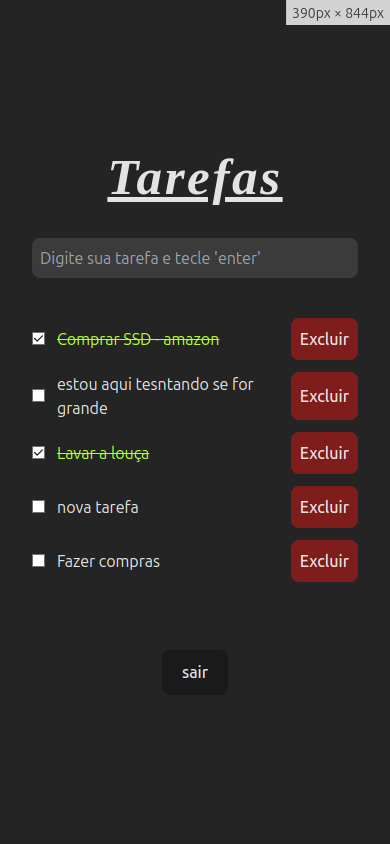 390px × 844px
Tarefas
Digite sua tarefa e tecle 'enter'
Comprar SSD - amazon
Excluir
estou aqui tesntando se for
grande
Excluir
Lavar a louça
Excluir
nova tarefa
Excluir
Fazer compras
Excluir
sair